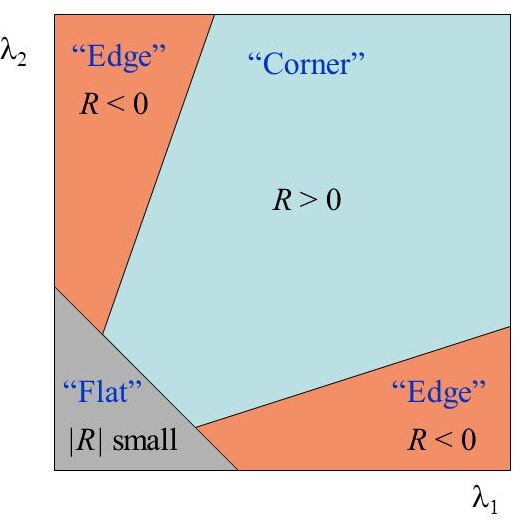 λ2
“Edge”
R < 0
“Corner”
R > 0
“Flat”
|R| small
“Edge”
R < 0
λ1